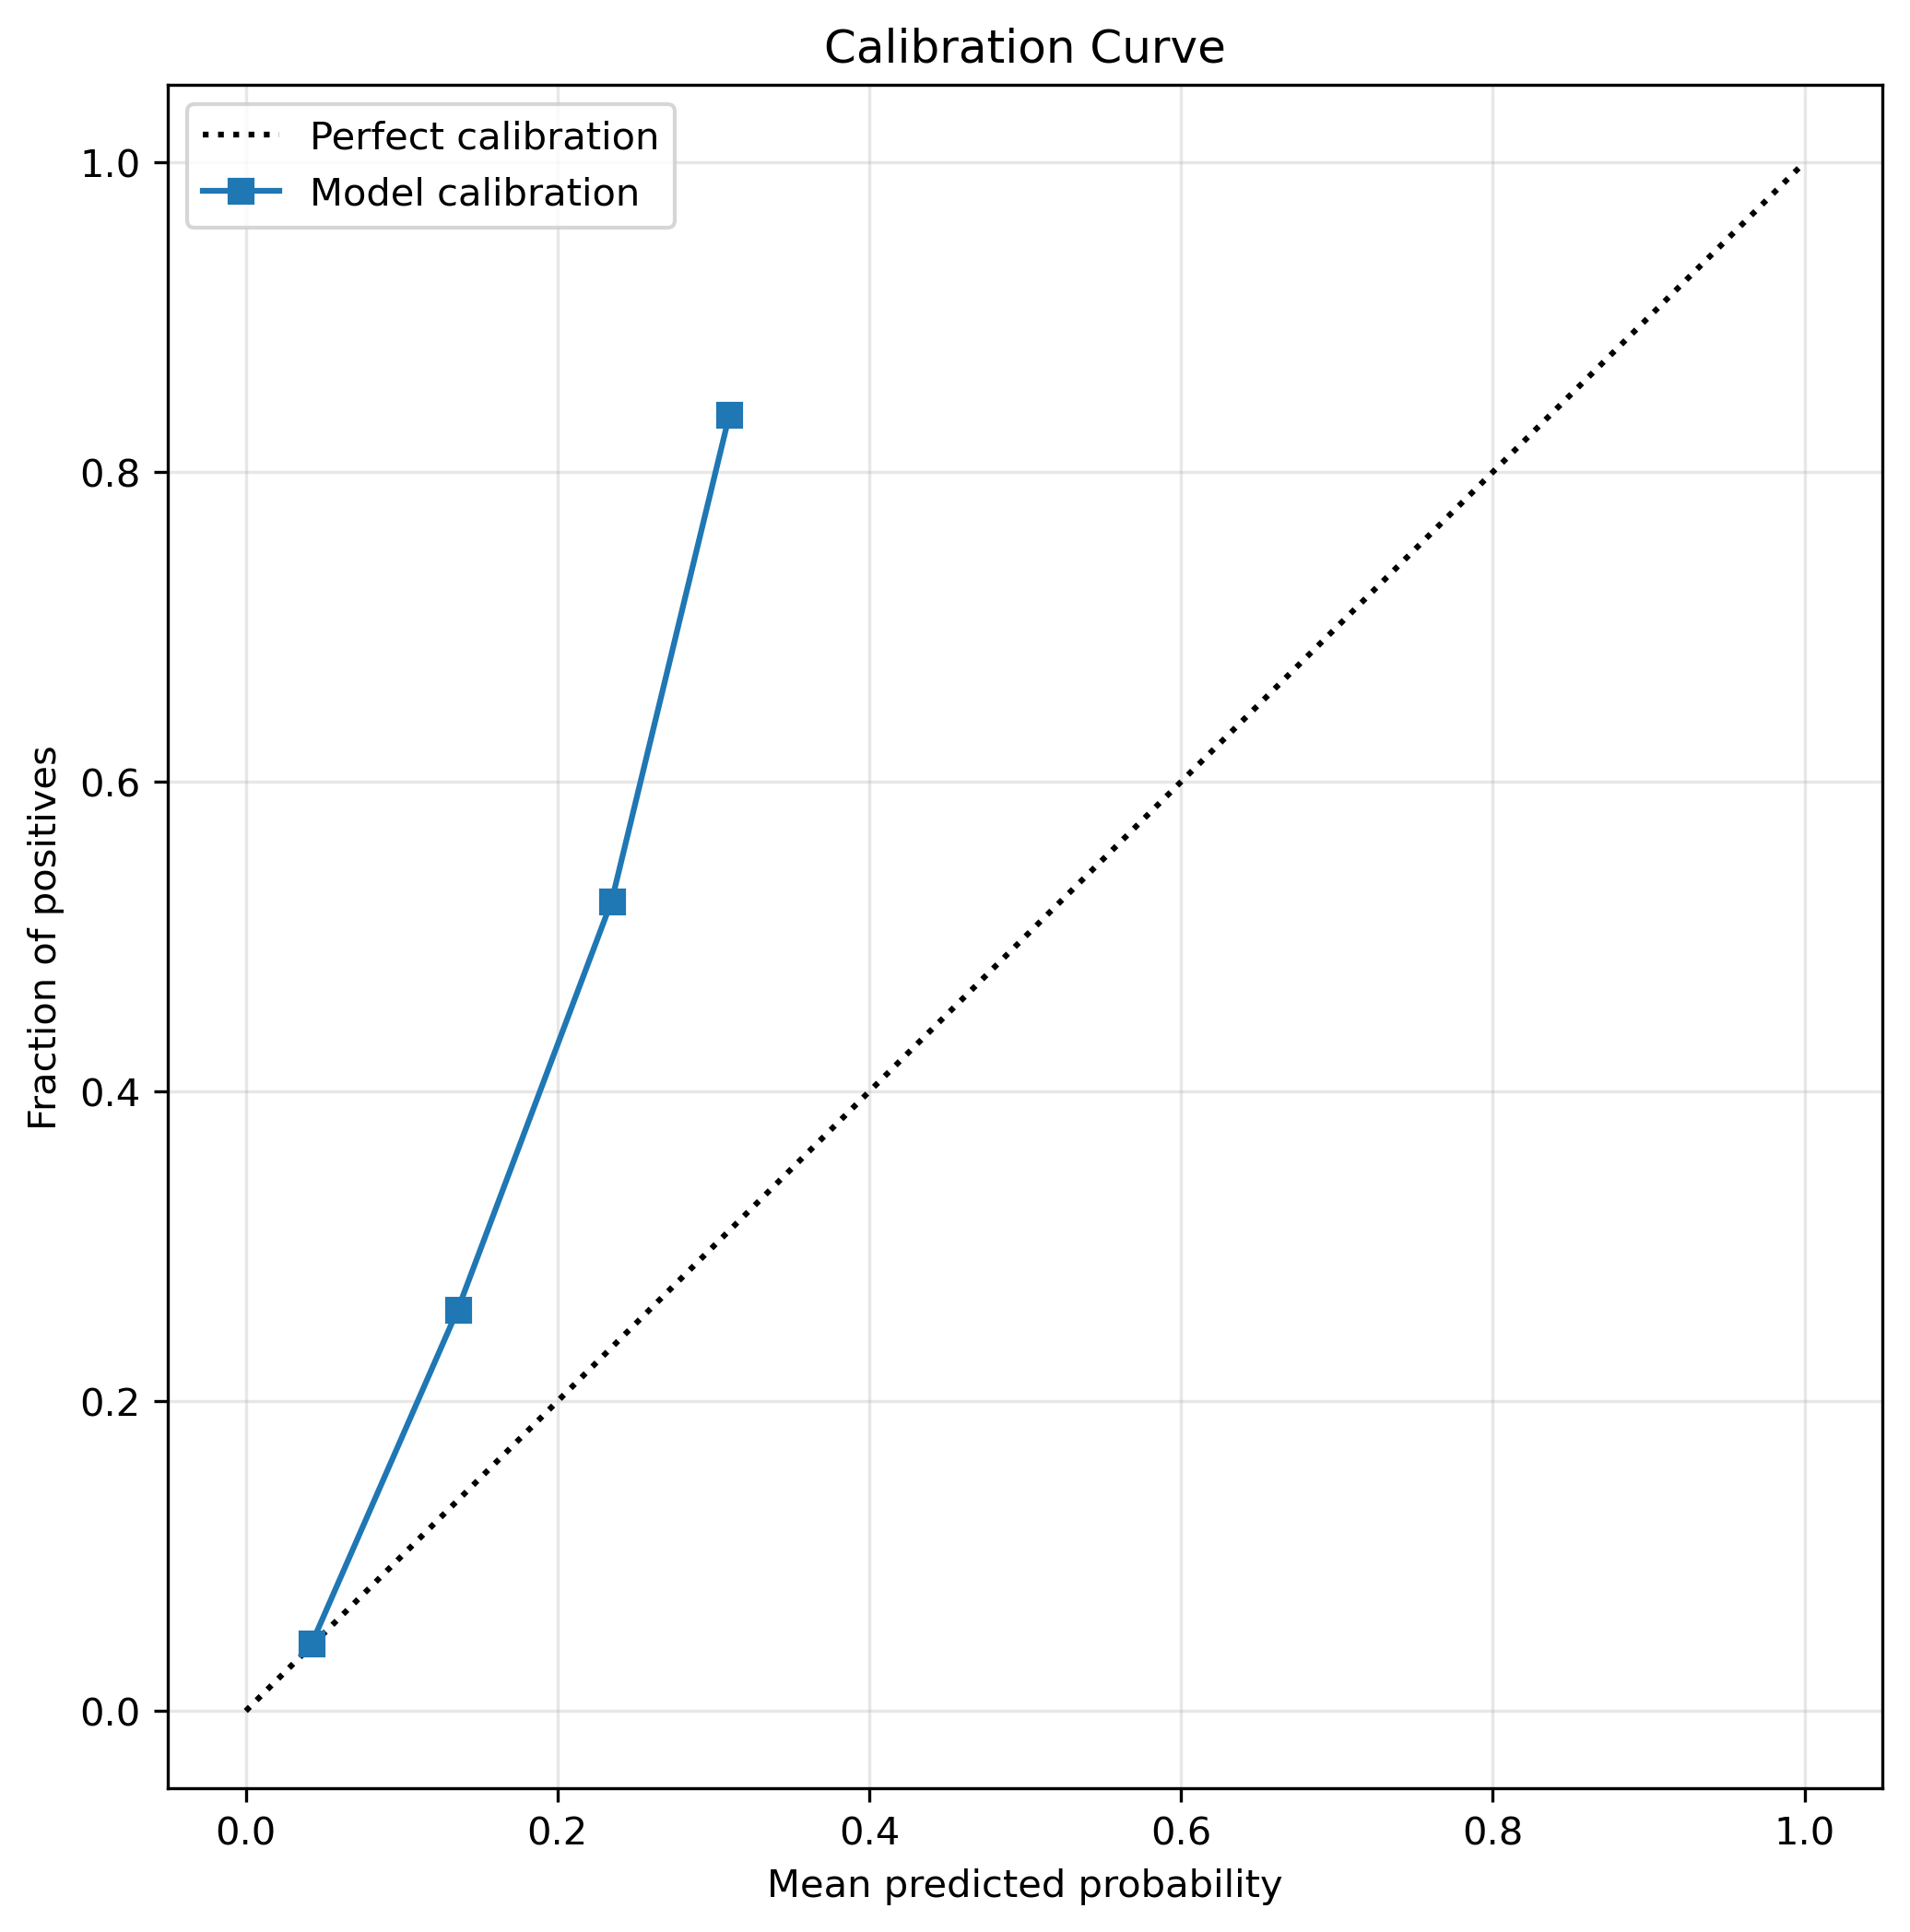 Calibration Curve
Perfect calibration
Model calibration
1.0
0.8
0.6
0.4
0.2
0.0
Fraction of positives
0.0 0.2 0.4 0.6 0.8 1.0
Mean predicted probability